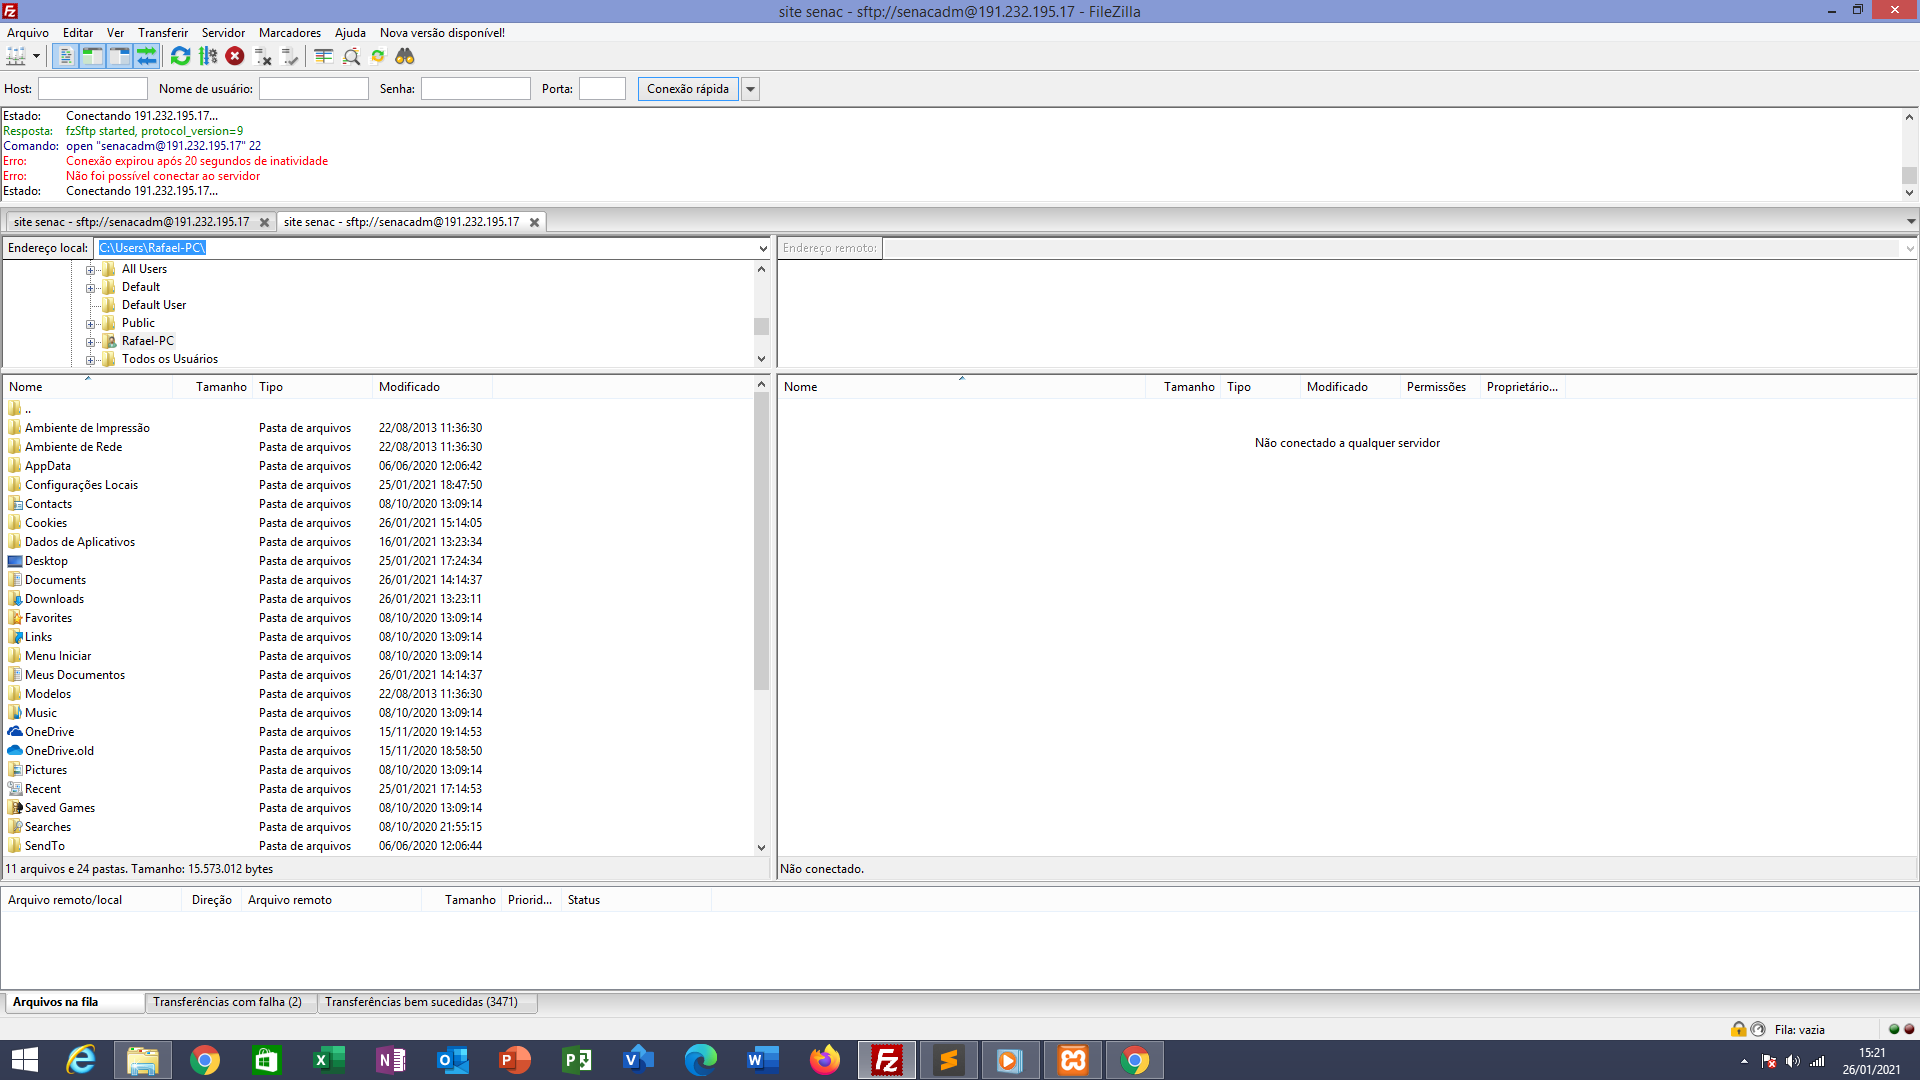 site senac - sftp://senacadm@191.232.195.17 - FileZilla
Arquivo Editar Ver Transferir Servidor Marcadores Ajuda Nova versão disponível!
Host: Nome de usuário: Senha: Porta: Conexão rápida
Estado: Conectando 191.232.195.17...
Resposta: fzSftp started, protocol_version=9
Comando: open "senacadm@191.232.195.17" 22
Erro: Conexão expirou após 20 segundos de inatividade
Erro: Não foi possível conectar ao servidor
Estado: Conectando 191.232.195.17...
site senac - sftp://senacadm@191.232.195.17 site senac - sftp://senacadm@191.232.195.17
Endereço local: C:\Users\Rafael-PC\ Endereço remoto:
All Users
Default
Default User
Public
Rafael-PC
Todos os Usuários
Nome Tamanho Tipo Modificado Nome Tamanho Tipo Modificado Permissões Proprietário...
..
Ambiente de Impressão Pasta de arquivos 22/08/2013 11:36:30
Não conectado a qualquer servidor
Ambiente de Rede Pasta de arquivos 22/08/2013 11:36:30
AppData Pasta de arquivos 06/06/2020 12:06:42
Configurações Locais Pasta de arquivos 25/01/2021 18:47:50
Contacts Pasta de arquivos 08/10/2020 13:09:14
Cookies Pasta de arquivos 26/01/2021 15:14:05
Dados de Aplicativos Pasta de arquivos 16/01/2021 13:23:34
Desktop Pasta de arquivos 25/01/2021 17:24:34
Documents Pasta de arquivos 26/01/2021 14:14:37
Downloads Pasta de arquivos 26/01/2021 13:23:11
Favorites Pasta de arquivos 08/10/2020 13:09:14
Links Pasta de arquivos 08/10/2020 13:09:14
Menu Iniciar Pasta de arquivos 08/10/2020 13:09:14
Meus Documentos Pasta de arquivos 26/01/2021 14:14:37
Modelos Pasta de arquivos 22/08/2013 11:36:30
Music Pasta de arquivos 08/10/2020 13:09:14
OneDrive Pasta de arquivos 15/11/2020 19:14:53
OneDrive.old Pasta de arquivos 15/11/2020 18:58:50
Pictures Pasta de arquivos 08/10/2020 13:09:14
Recent Pasta de arquivos 25/01/2021 17:14:53
Saved Games Pasta de arquivos 08/10/2020 13:09:14
Searches Pasta de arquivos 08/10/2020 21:55:15
SendTo Pasta de arquivos 06/06/2020 12:06:44
11 arquivos e 24 pastas. Tamanho: 15.573.012 bytes Não conectado.
Arquivo remoto/local Direção Arquivo remoto Tamanho Priorid... Status
Arquivos na fila Transferências com falha (2) Transferências bem sucedidas (3471)
Fila: vazia
15:21
26/01/2021